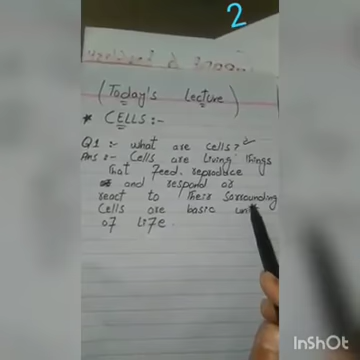 2
(Today's Lecture)
* CELLS :-
Q1 :- What are cells?
Ans :- Cells are living things
That feed, reproduce
and respond or
react to Their Sorrounding
Cells are basic
of Life.
InShOt